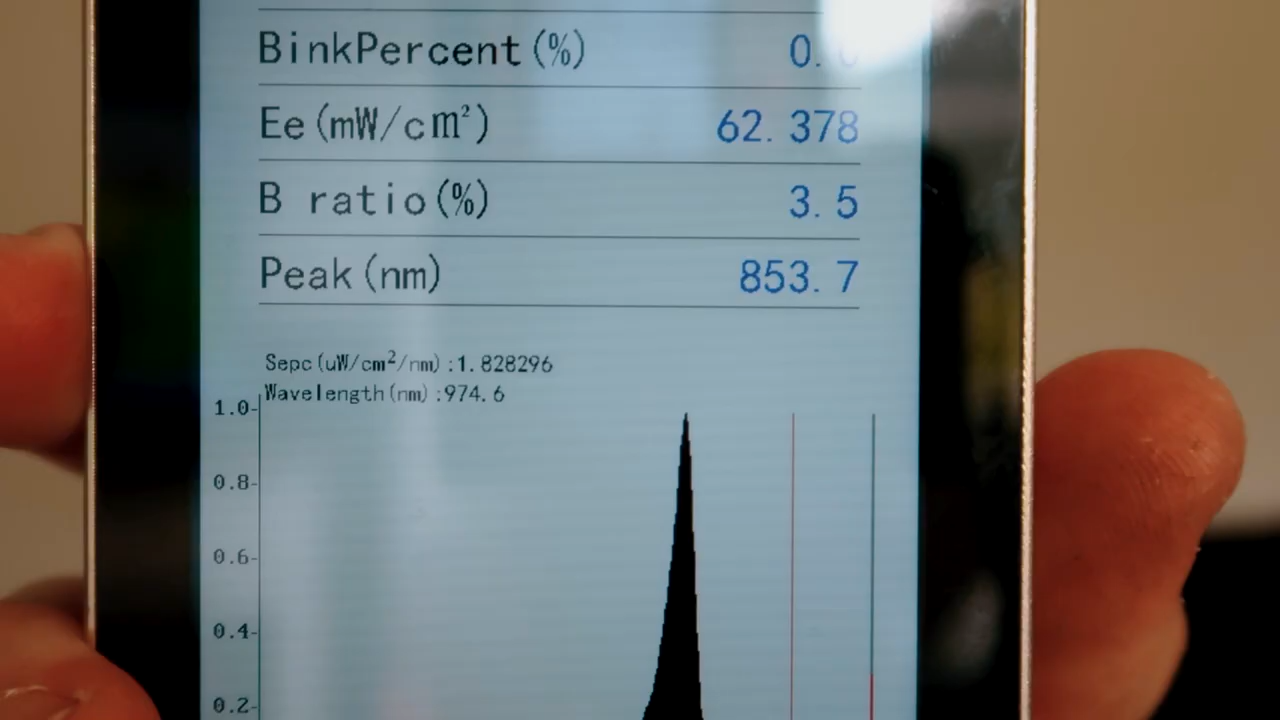 BinkPercent(%) 0.
Ee(mW/cm²) 62.378
B ratio(%) 3.5
Peak(nm) 853.7
Sepc(uW/cm2/nm):1.828296
Wavelength(nm):974.6
1.0
0.8
0.6
0.4
0.2